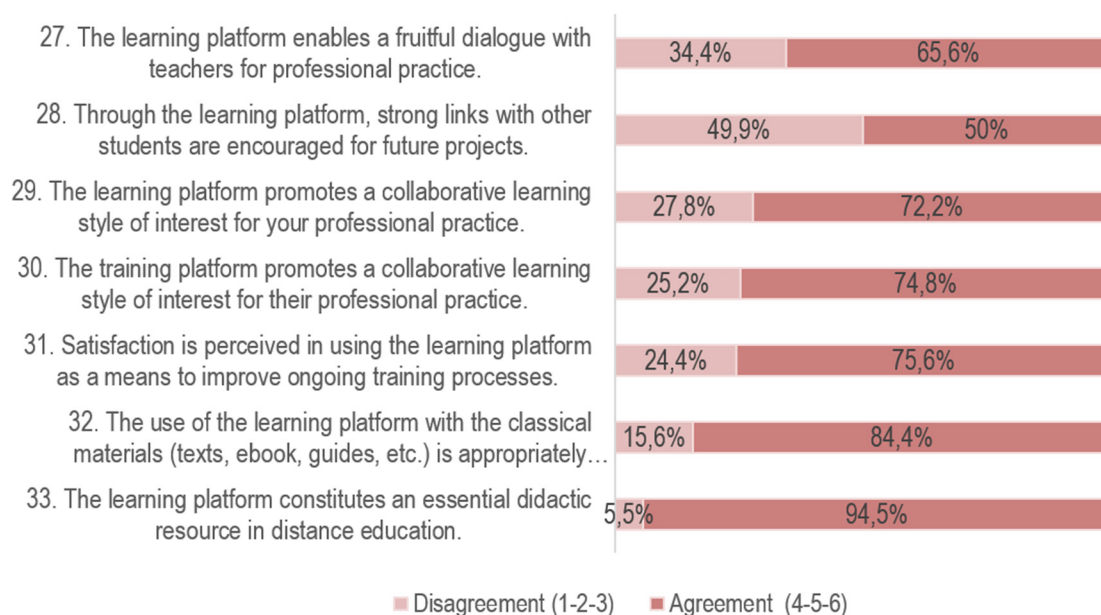 27. The learning platform enables a fruitful dialogue with
teachers for professional practice.
34,4% 65,6%
28. Through the learning platform, strong links with other
students are encouraged for future projects.
49,9% 50%
29. The learning platform promotes a collaborative learning
style of interest for your professional practice.
27,8% 72,2%
30. The training platform promotes a collaborative learning
style of interest for their professional practice.
25,2% 74,8%
31. Satisfaction is perceived in using the learning platform
as a means to improve ongoing training processes.
24,4% 75,6%
32. The use of the learning platform with the classical
materials (texts, ebook, guides, etc.) is appropriately…
15,6% 84,4%
33. The learning platform constitutes an essential didactic
resource in distance education.
5,5% 94,5%
Disagreement (1-2-3) Agreement (4-5-6)